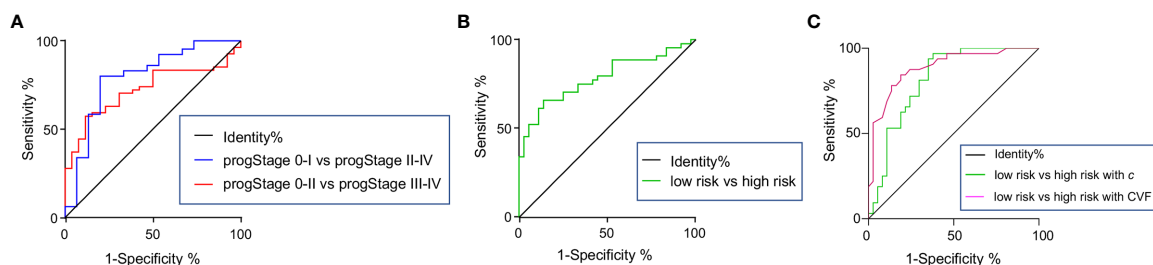 A
100
50
0
0 50 100
Sensitivity %
1-Specificity %
Identity%
progStage 0-I vs progStage II-IV
progStage 0-II vs progStage III-IV
B
100
50
0
0 50 100
Sensitivity %
1-Specificity %
Identity%
low risk vs high risk
C
100
50
0
0 50 100
Sensitivity %
1-Specificity %
Identity%
low risk vs high risk with c
low risk vs high risk with CVF